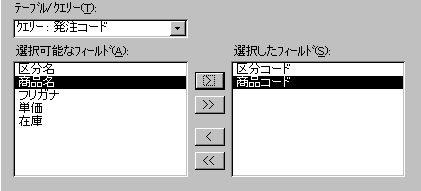 テーブル/クエリー(T):
クエリー: 発注コード
選択可能なフィールド(A):
選択したフィールド(S):
区分名
商品名
フリガナ
単価
在庫
>
>>
<
<<
区分コード
商品コード